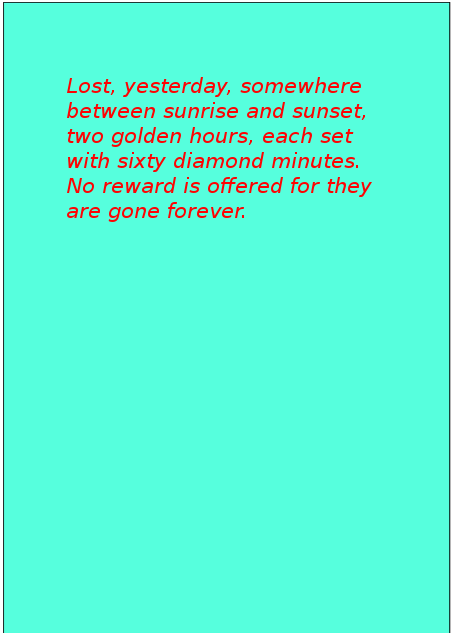 Lost, yesterday, somewhere
between sunrise and sunset,
two golden hours, each set
with sixty diamond minutes.
No reward is offered for they
are gone forever.